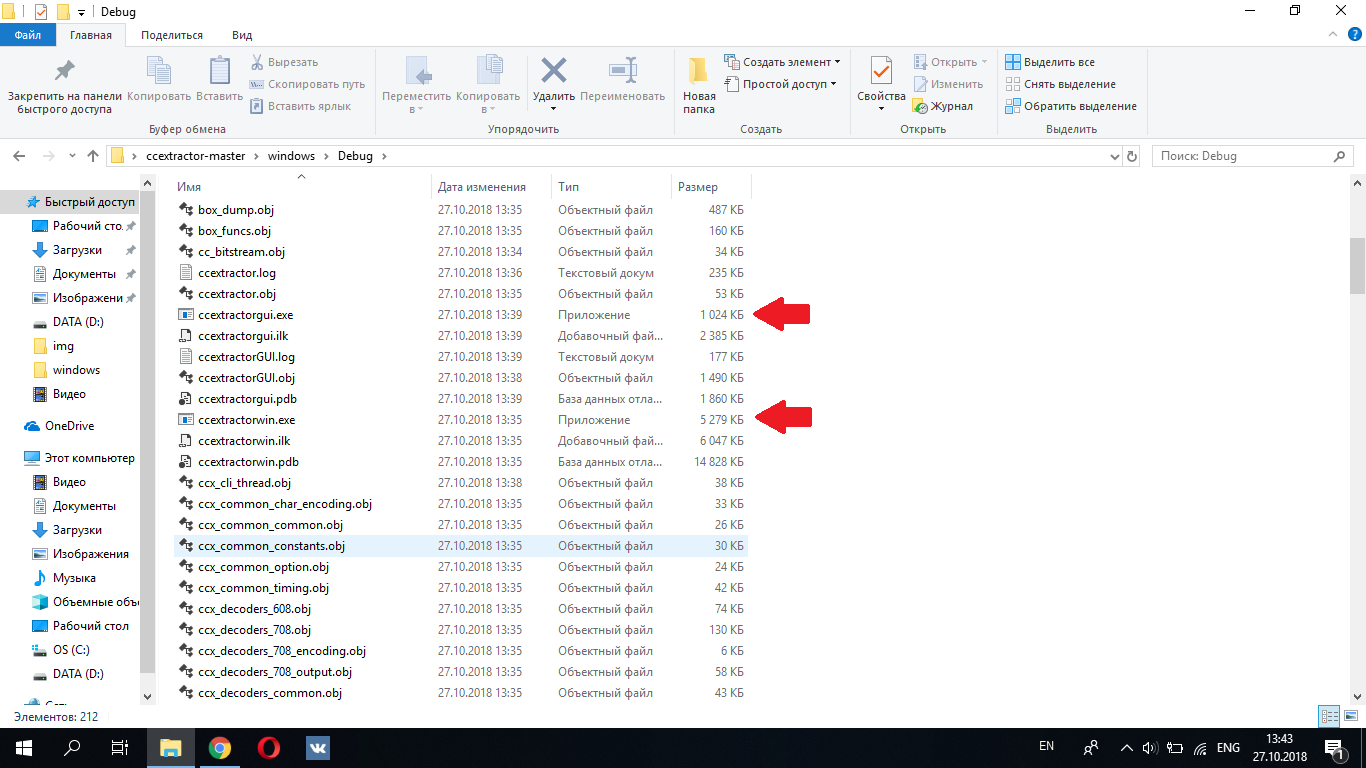 Debug
Файл Главная Поделиться Вид
Закрепить на панели быстрого доступа
Копировать
Вставить
Вырезать
Скопировать путь
Вставить ярлык
Буфер обмена
Переместить в
Копировать в
Удалить
Переименовать
Упорядочить
Новая папка
Создать элемент
Простой доступ
Создать
Свойства
Открыть
Изменить
Журнал
Открыть
Выделить все
Снять выделение
Обратить выделение
Выделить
ccextractor-master windows Debug
Поиск: Debug
Быстрый доступ
Рабочий сто.
Загрузки
Документы
Изображени
DATA (D:)
img
windows
Видео
OneDrive
Этот компьютер
Видео
Документы
Загрузки
Изображения
Музыка
Объемные объ
Рабочий стол
OS (C:)
DATA (D:)
Сеть
Имя Дата изменения Тип Размер
box_dump.obj 27.10.2018 13:35 Объектный файл 487 КБ
box_funcs.obj 27.10.2018 13:35 Объектный файл 160 КБ
cc_bitstream.obj 27.10.2018 13:34 Объектный файл 34 КБ
ccextractor.log 27.10.2018 13:36 Текстовый докум 235 КБ
ccextractor.obj 27.10.2018 13:35 Объектный файл 53 КБ
ccextractorgui.exe 27.10.2018 13:39 Приложение 1 024 КБ
ccextractorgui.ilk 27.10.2018 13:39 Добавочный фай... 2 385 КБ
ccextractorGUI.log 27.10.2018 13:39 Текстовый докум 177 КБ
ccextractorGUI.obj 27.10.2018 13:38 Объектный файл 1 490 КБ
ccextractorgui.pdb 27.10.2018 13:39 База данных отла... 1 860 КБ
ccextractorwin.exe 27.10.2018 13:35 Приложение 5 279 КБ
ccextractorwin.ilk 27.10.2018 13:35 Добавочный фай... 6 047 КБ
ccextractorwin.pdb 27.10.2018 13:35 База данных отла... 14 828 КБ
ccx_cli_thread.obj 27.10.2018 13:38 Объектный файл 38 КБ
ccx_common_char_encoding.obj 27.10.2018 13:35 Объектный файл 33 КБ
ccx_common_common.obj 27.10.2018 13:35 Объектный файл 26 КБ
ccx_common_constants.obj 27.10.2018 13:35 Объектный файл 30 КБ
ccx_common_option.obj 27.10.2018 13:35 Объектный файл 24 КБ
ccx_common_timing.obj 27.10.2018 13:35 Объектный файл 42 КБ
ccx_decoders_608.obj 27.10.2018 13:35 Объектный файл 74 КБ
ccx_decoders_708.obj 27.10.2018 13:35 Объектный файл 130 КБ
ccx_decoders_708_encoding.obj 27.10.2018 13:35 Объектный файл 6 КБ
ccx_decoders_708_output.obj 27.10.2018 13:35 Объектный файл 58 КБ
ccx_decoders_common.obj 27.10.2018 13:35 Объектный файл 43 КБ
Элементов: 212
EN
ENG
13:43
27.10.2018
1